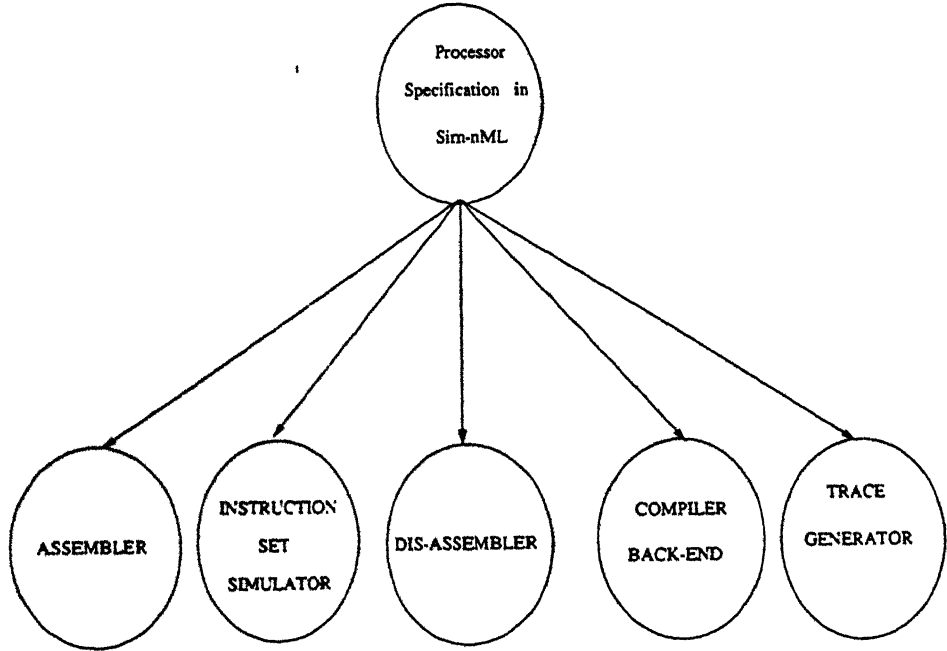 Processor
Specification in
Sim-nML
ASSEMBLER
INSTRUCTION
SET
SIMULATOR
DIS-ASSEMBLER
COMPILER
BACK-END
TRACE
GENERATOR